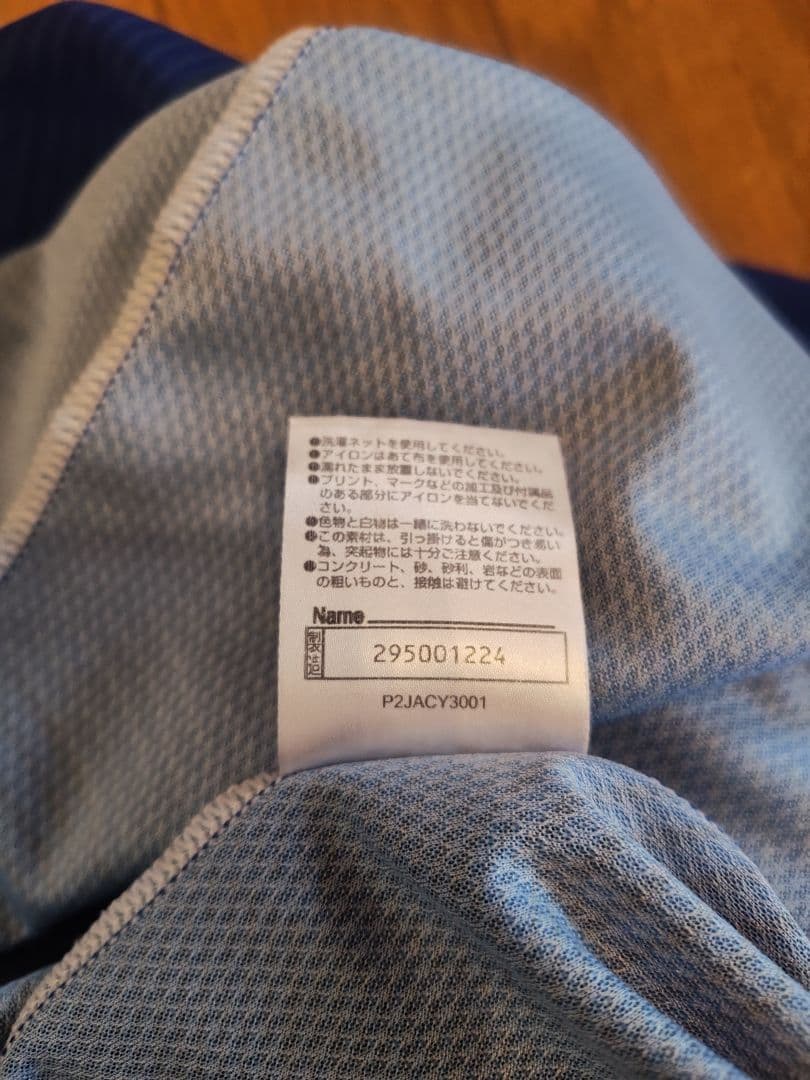 ●洗濯ネットを使用してください。
●アイロンはあて布を使用してください。
●濡れたまま放置しないでください。
●プリント、マークなどの加工及び付属品
のある部分にアイロンを当てないでくだ
さい。
●色物と白物は一緒に洗わないでください。
●この素材は、引っ掛けると傷がつき易い
為、突起物には十分ご注意ください。
●コンクリート、砂、砂利、岩などの表面
の粗いものと、接触は避けてください。
Name
295001224
P2JACY3001